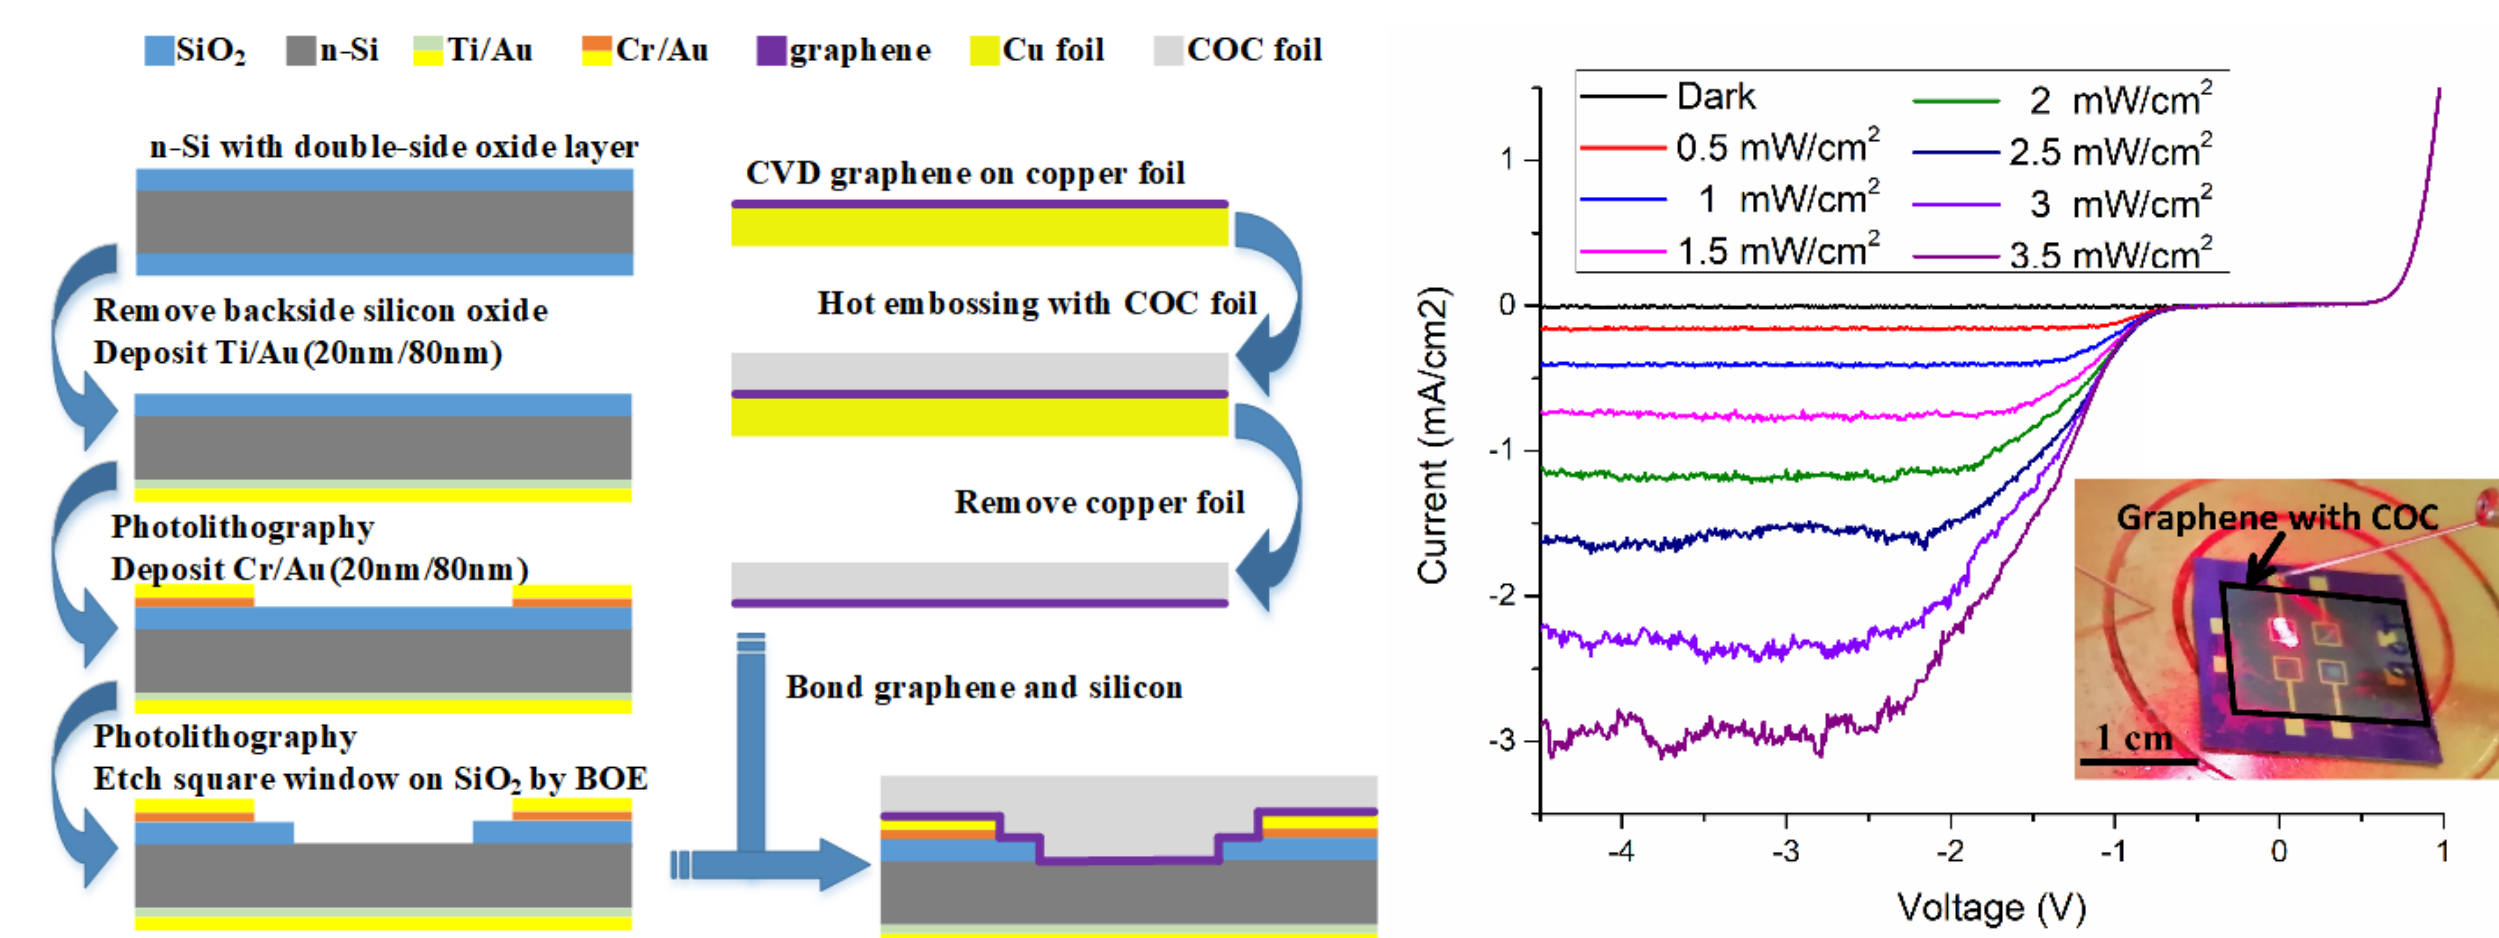 SiO₂ n-Si Ti/Au Cr/Au graphene Cu foil COC foil
n-Si with double-side oxide layer
Remove backside silicon oxide
Deposit Ti/Au(20nm/80nm)
Photolithography
Deposit Cr/Au(20nm/80nm)
Photolithography
Etch square window on SiO₂ by BOE
CVD graphene on copper foil
Hot embossing with COC foil
Remove copper foil
Bond graphene and silicon
Dark
0.5 mW/cm²
1 mW/cm²
1.5 mW/cm²
2 mW/cm²
2.5 mW/cm²
3 mW/cm²
3.5 mW/cm²
Current (mA/cm2)
1
0
-1
-2
-3
Graphene with COC
1 cm
-4 -3 -2 -1 0 1
Voltage (V)